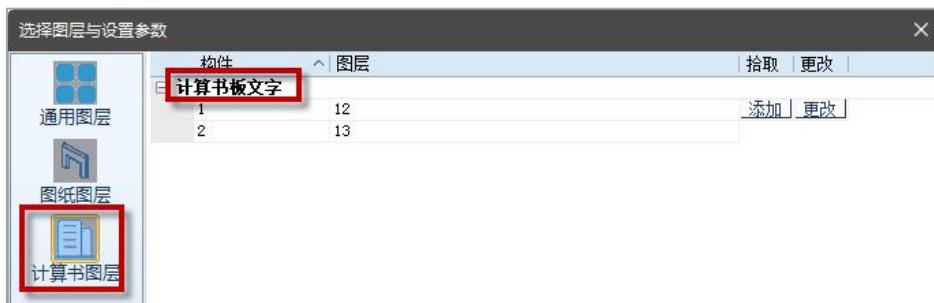 选择图层与设置参数
构件 图层 拾取 更改
计算书板文字
1 12 添加 更改
2 13
通用图层
图纸图层
计算书图层